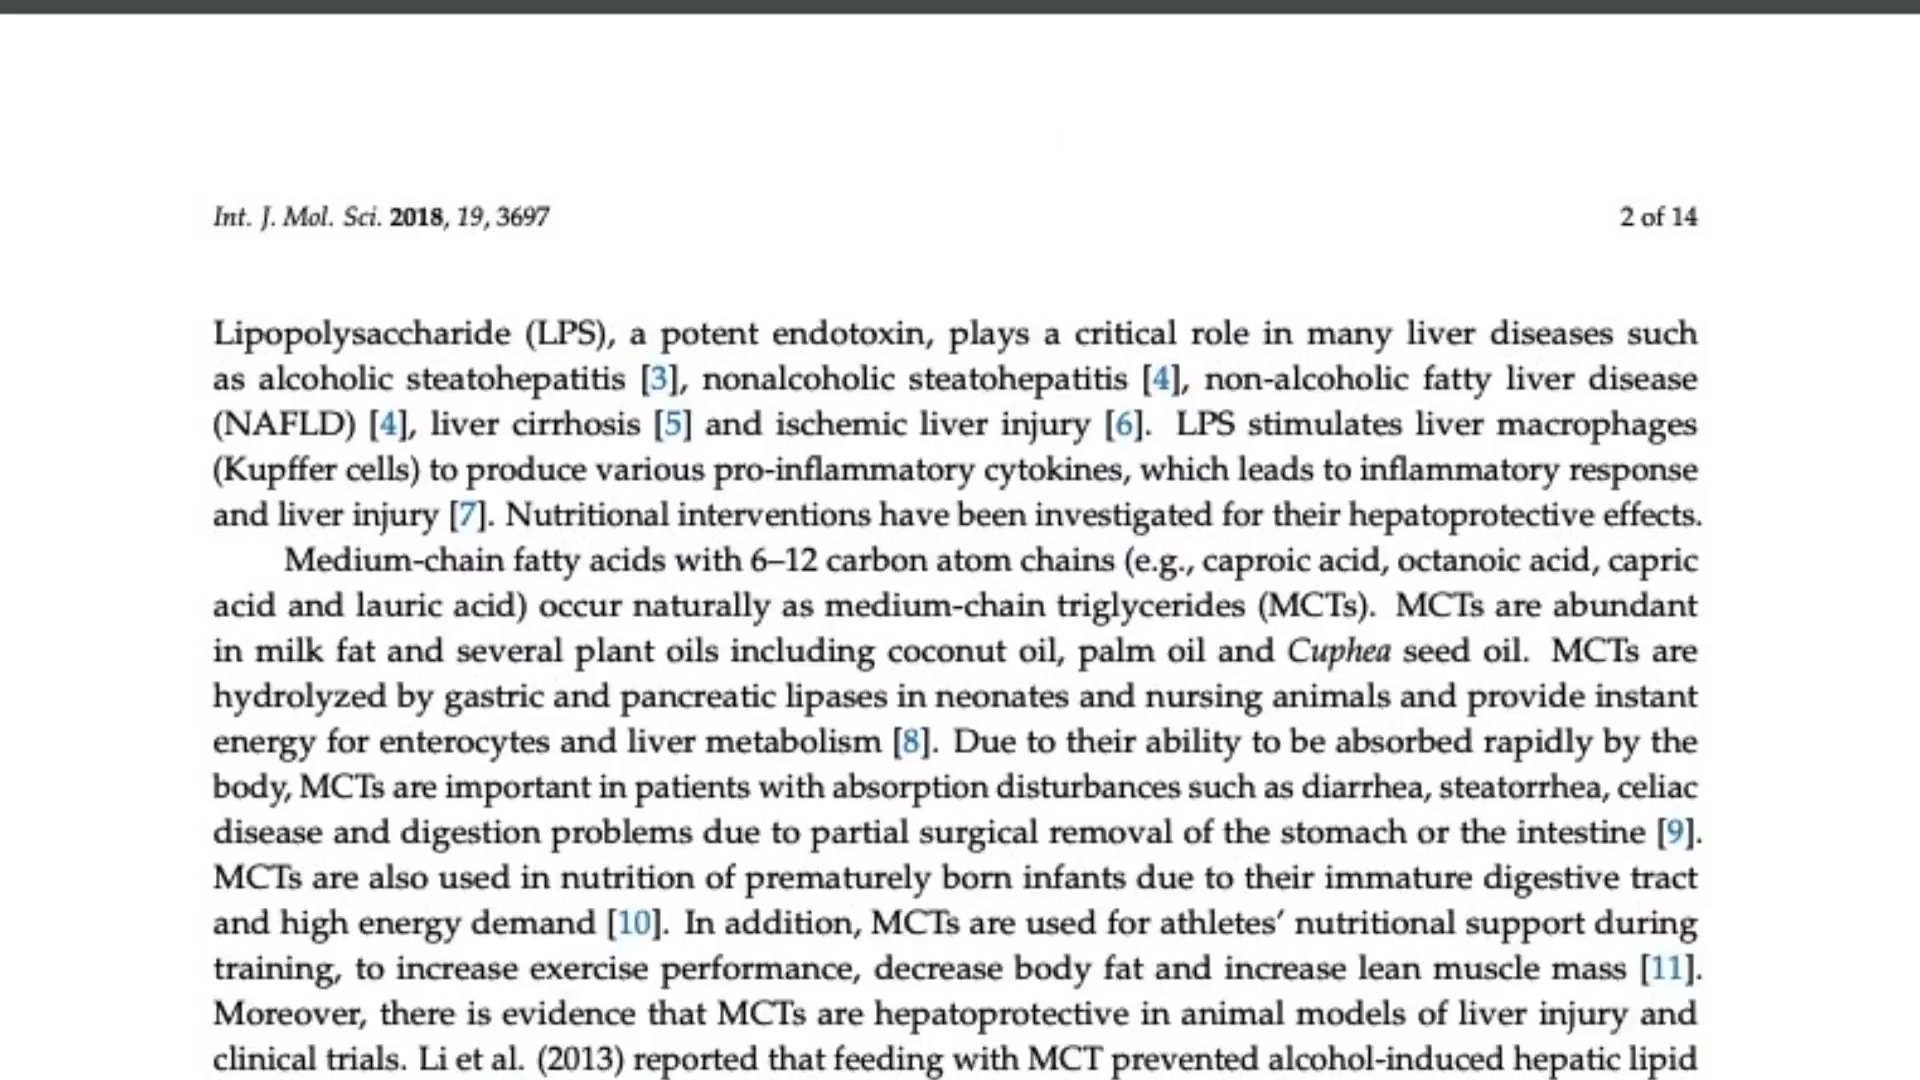 Int. J. Mol. Sci. 2018, 19, 3697
2 of 14
Lipopolysaccharide (LPS), a potent endotoxin, plays a critical role in many liver diseases such
as alcoholic steatohepatitis [3], nonalcoholic steatohepatitis [4], non-alcoholic fatty liver disease
(NAFLD) [4], liver cirrhosis [5] and ischemic liver injury [6]. LPS stimulates liver macrophages
(Kupffer cells) to produce various pro-inflammatory cytokines, which leads to inflammatory response
and liver injury [7]. Nutritional interventions have been investigated for their hepatoprotective effects.
Medium-chain fatty acids with 6–12 carbon atom chains (e.g., caproic acid, octanoic acid, capric
acid and lauric acid) occur naturally as medium-chain triglycerides (MCTs). MCTs are abundant
in milk fat and several plant oils including coconut oil, palm oil and Cuphea seed oil. MCTs are
hydrolyzed by gastric and pancreatic lipases in neonates and nursing animals and provide instant
energy for enterocytes and liver metabolism [8]. Due to their ability to be absorbed rapidly by the
body, MCTs are important in patients with absorption disturbances such as diarrhea, steatorrhea, celiac
disease and digestion problems due to partial surgical removal of the stomach or the intestine [9].
MCTs are also used in nutrition of prematurely born infants due to their immature digestive tract
and high energy demand [10]. In addition, MCTs are used for athletes’ nutritional support during
training, to increase exercise performance, decrease body fat and increase lean muscle mass [11].
Moreover, there is evidence that MCTs are hepatoprotective in animal models of liver injury and
clinical trials. Li et al. (2013) reported that feeding with MCT prevented alcohol-induced hepatic lipid